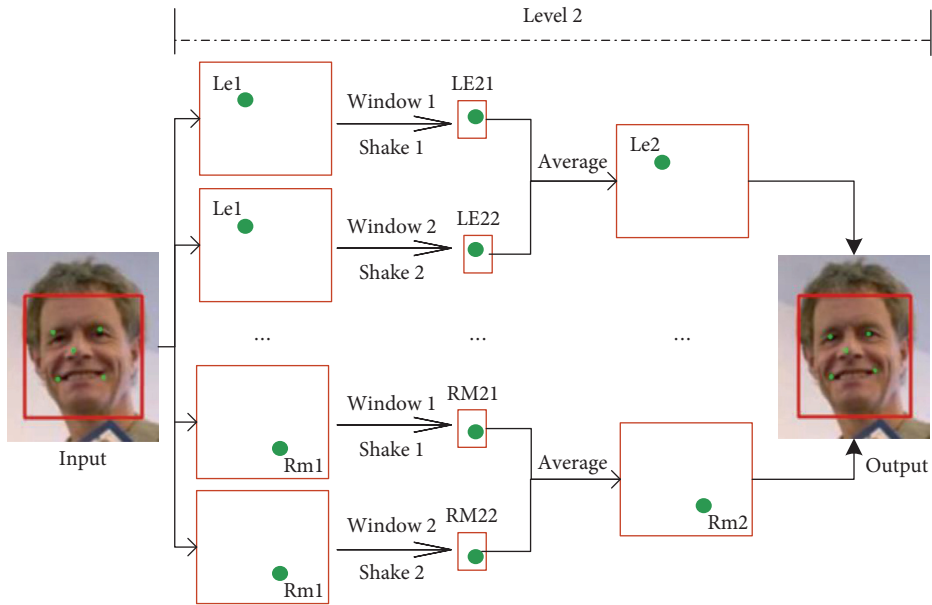 Level 2
Le1
Window 1
Shake 1
LE21
Le1
Window 2
Shake 2
LE22
Average
Le2
...
...
...
Input
Rm1
Window 1
Shake 1
RM21
Rm1
Window 2
Shake 2
RM22
Average
Rm2
Output